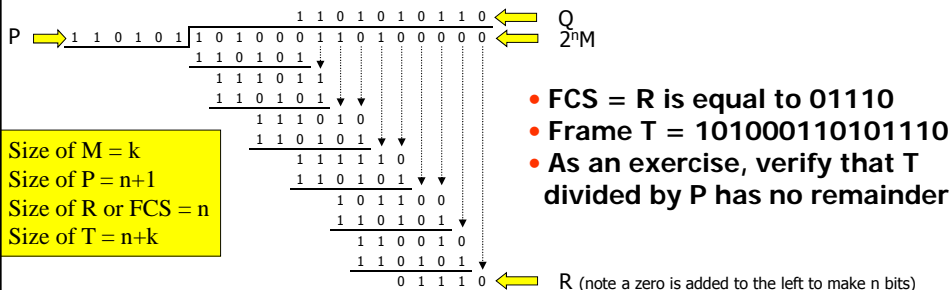 1 1 0 1 0 1 0 1 1 0 Q
P 1 1 0 1 0 1 1 0 1 0 0 0 1 1 0 1 0 0 0 0 0 0 2ⁿM
1 1 0 1 0 1
1 1 1 0 1 1
1 1 0 1 0 1
1 1 1 0 1 0
1 1 0 1 0 1
1 1 1 1 1 0
1 1 0 1 0 1
1 0 1 1 0 0
1 1 0 1 0 1
1 1 0 0 1 0
1 1 0 1 0 1
0 1 1 1 0 R (note a zero is added to the left to make n bits)
Size of M = k
Size of P = n+1
Size of R or FCS = n
Size of T = n+k
• FCS = R is equal to 01110
• Frame T = 101000110101110
• As an exercise, verify that T
divided by P has no remainder